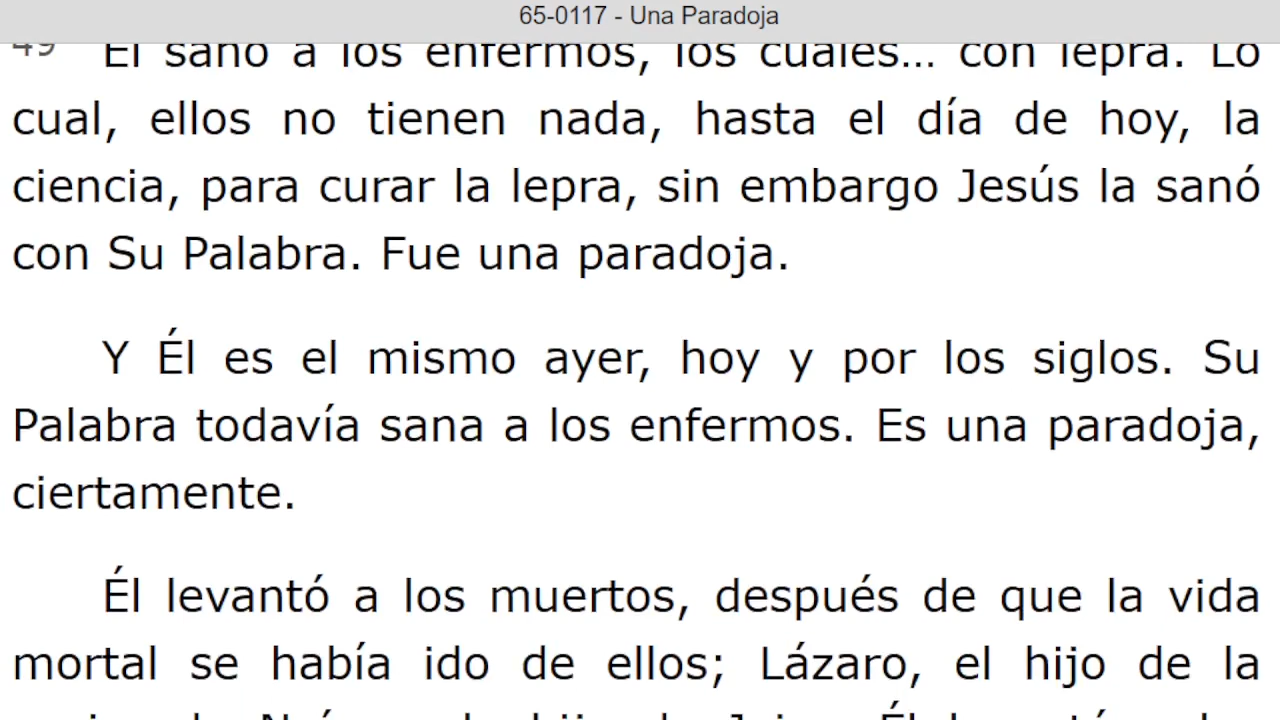 65-0117 - Una Paradoja
49 Él sanó a los enfermos, los cuales... con lepra. Lo
cual, ellos no tienen nada, hasta el día de hoy, la
ciencia, para curar la lepra, sin embargo Jesús la sanó
con Su Palabra. Fue una paradoja.
Y Él es el mismo ayer, hoy y por los siglos. Su
Palabra todavía sana a los enfermos. Es una paradoja,
ciertamente.
Él levantó a los muertos, después de que la vida
mortal se había ido de ellos; Lázaro, el hijo de la